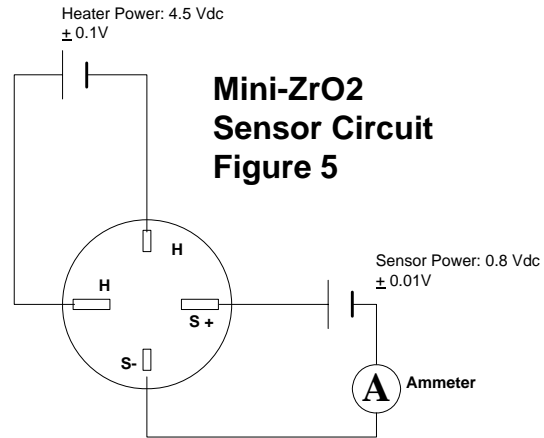 Heater Power: 4.5 Vdc
± 0.1V
Mini-ZrO2
Sensor Circuit
Figure 5
H
H
Sensor Power: 0.8 Vdc
± 0.01V
S +
S-
A
Ammeter